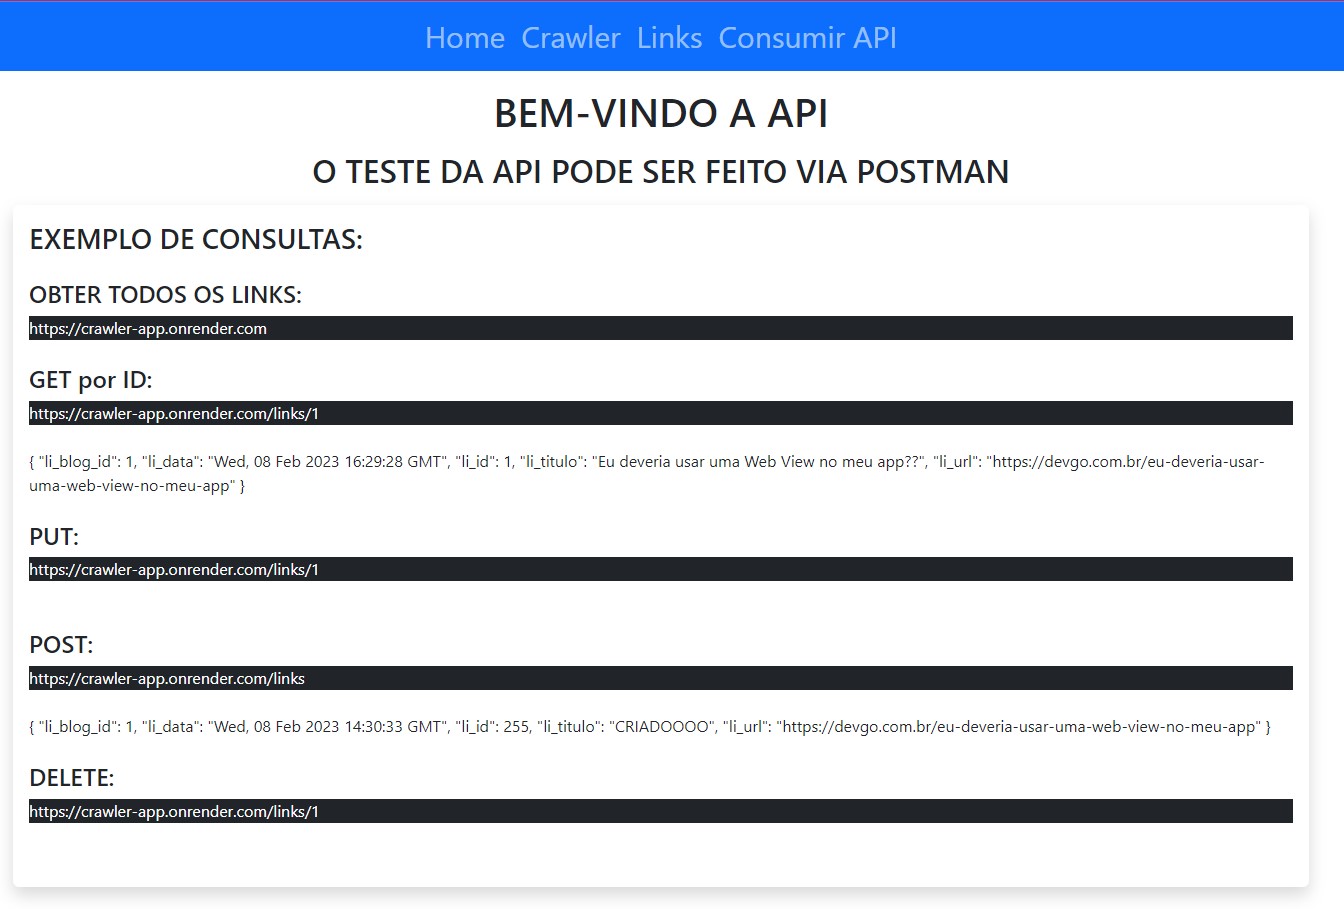 Home Crawler Links Consumir API
BEM-VINDO A API
O TESTE DA API PODE SER FEITO VIA POSTMAN
EXEMPLO DE CONSULTAS:
OBTER TODOS OS LINKS:
https://crawler-app.onrender.com
GET por ID:
https://crawler-app.onrender.com/links/1
{ "li_blog_id": 1, "li_data": "Wed, 08 Feb 2023 16:29:28 GMT", "li_id": 1, "li_titulo": "Eu deveria usar uma Web View no meu app??", "li_url": "https://devgo.com.br/eu-deveria-usar-
uma-web-view-no-meu-app" }
PUT:
https://crawler-app.onrender.com/links/1
POST:
https://crawler-app.onrender.com/links
{ "li_blog_id": 1, "li_data": "Wed, 08 Feb 2023 14:30:33 GMT", "li_id": 255, "li_titulo": "CRIADOOOO", "li_url": "https://devgo.com.br/eu-deveria-usar-uma-web-view-no-meu-app" }
DELETE:
https://crawler-app.onrender.com/links/1